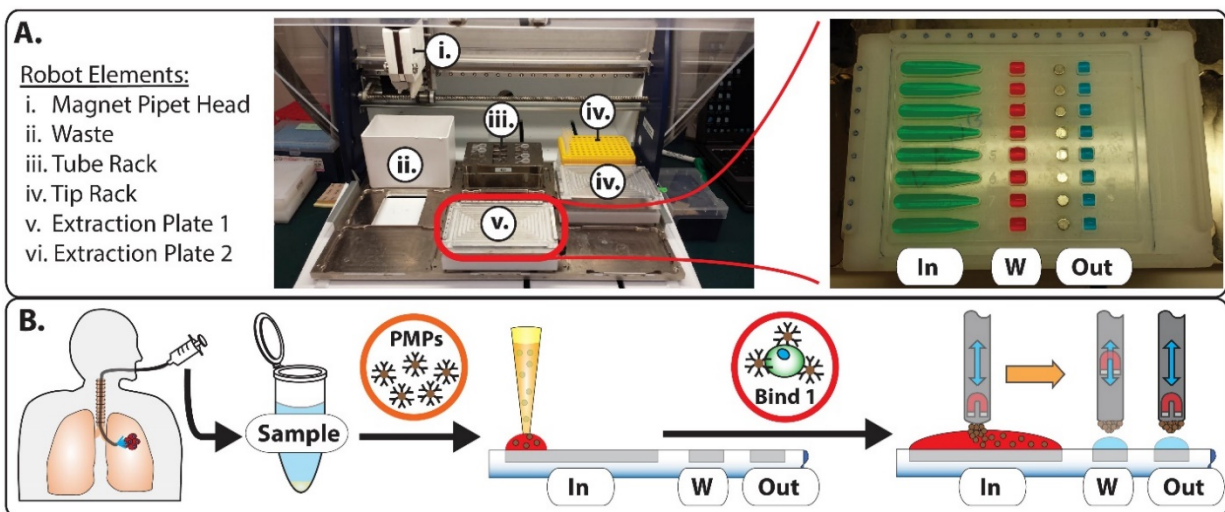 A.
Robot Elements:
i. Magnet Pipet Head
ii. Waste
iii. Tube Rack
iv. Tip Rack
v. Extraction Plate 1
vi. Extraction Plate 2
i.
ii.
iii.
iv.
iv.
v.
In W Out
B.
Sample
PMPs
In W Out
Bind 1
In W Out